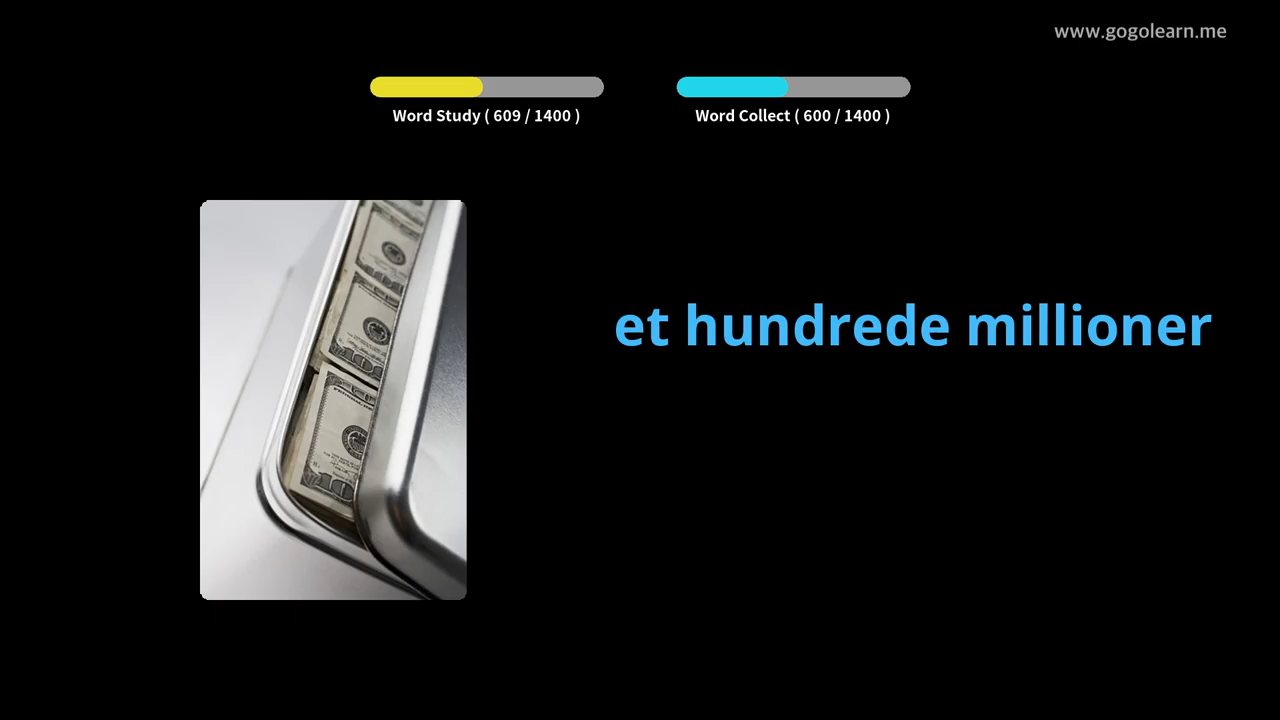 www.gogolearn.me
Word Study ( 609 / 1400 )
Word Collect ( 600 / 1400 )
et hundrede millioner